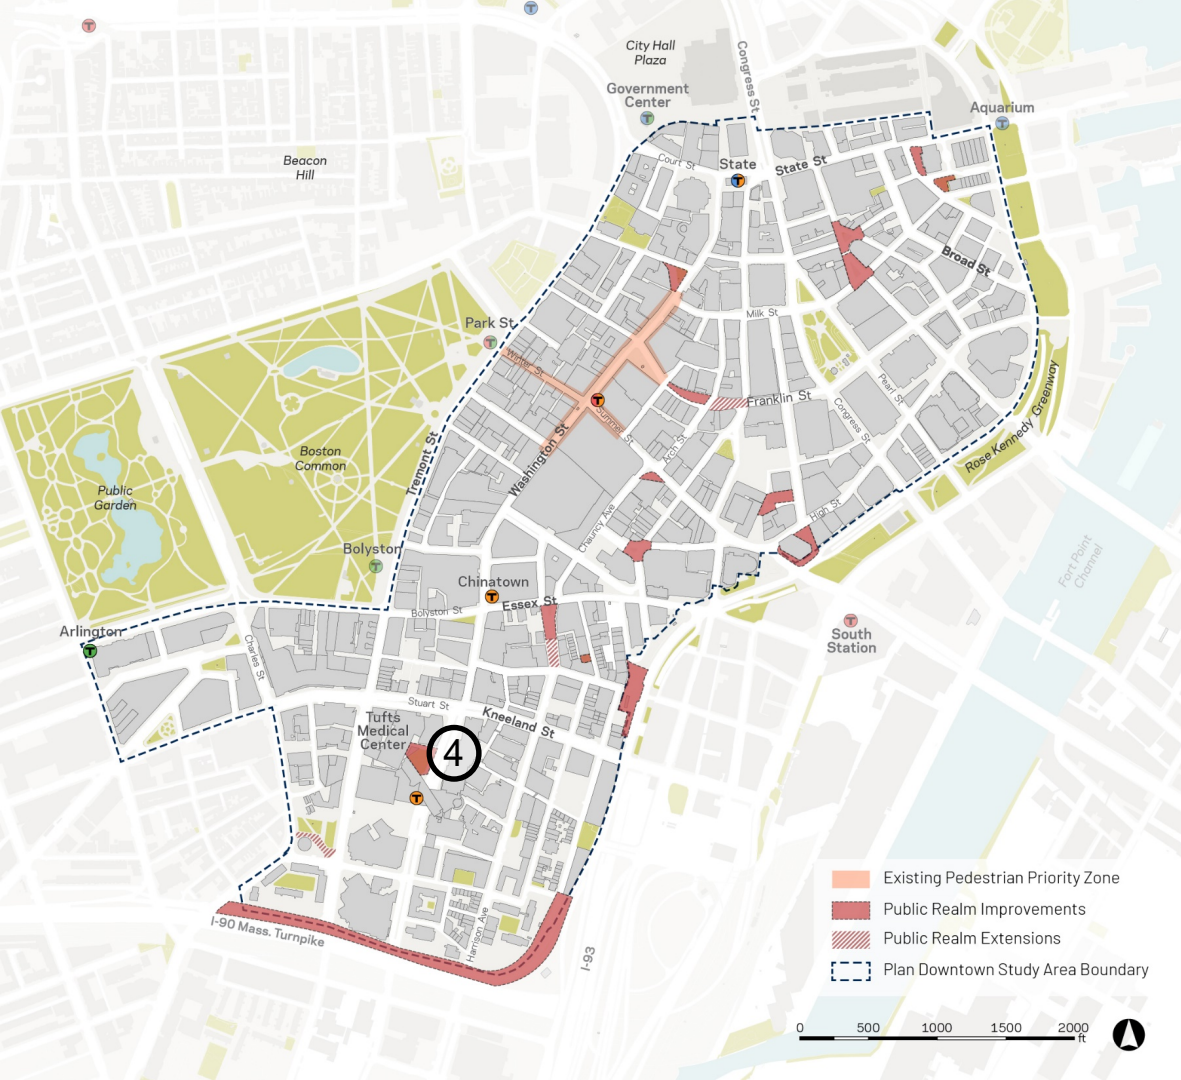 City Hall
Plaza
Congress St
Government
Center
Aquarium
Beacon
Hill
Court St
State
State St
Broad St
Park St
Milk St
Winter St
Summer St
Franklin St
Pearl St
Congress St
Arch St
Washington St
Tremont St
Boston
Common
Public
Garden
Rose Kennedy Greenway
High St
Chauncy Ave
Bolyston
Chinatown
Essex St
Bolyston St
Fort Point
Channel
Arlington
Charles St
South
Station
Stuart St
Kneeland St
Tufts
Medical
Center
4
T
Harrison Ave
I-90 Mass. Turnpike
I-93
Existing Pedestrian Priority Zone
Public Realm Improvements
Public Realm Extensions
Plan Downtown Study Area Boundary
0 500 1000 1500 2000
ft